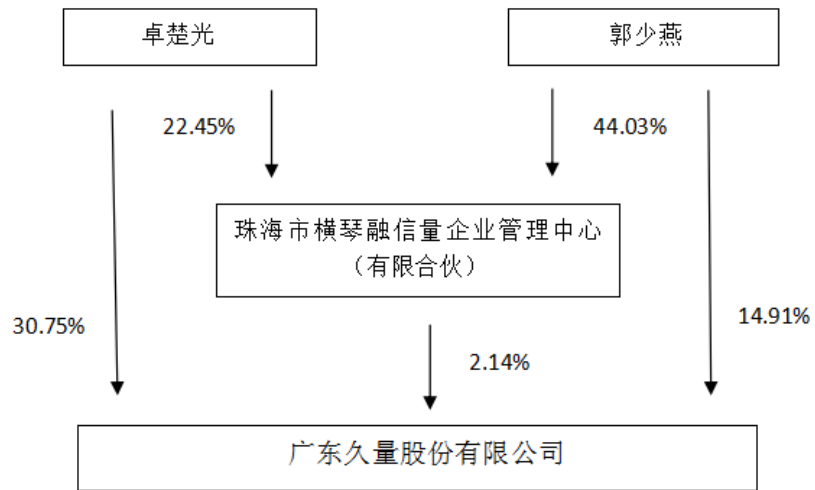 卓楚光
郭少燕
22.45%
44.03%
珠海市横琴融信量企业管理中心
（有限合伙）
30.75%
14.91%
2.14%
广东久量股份有限公司